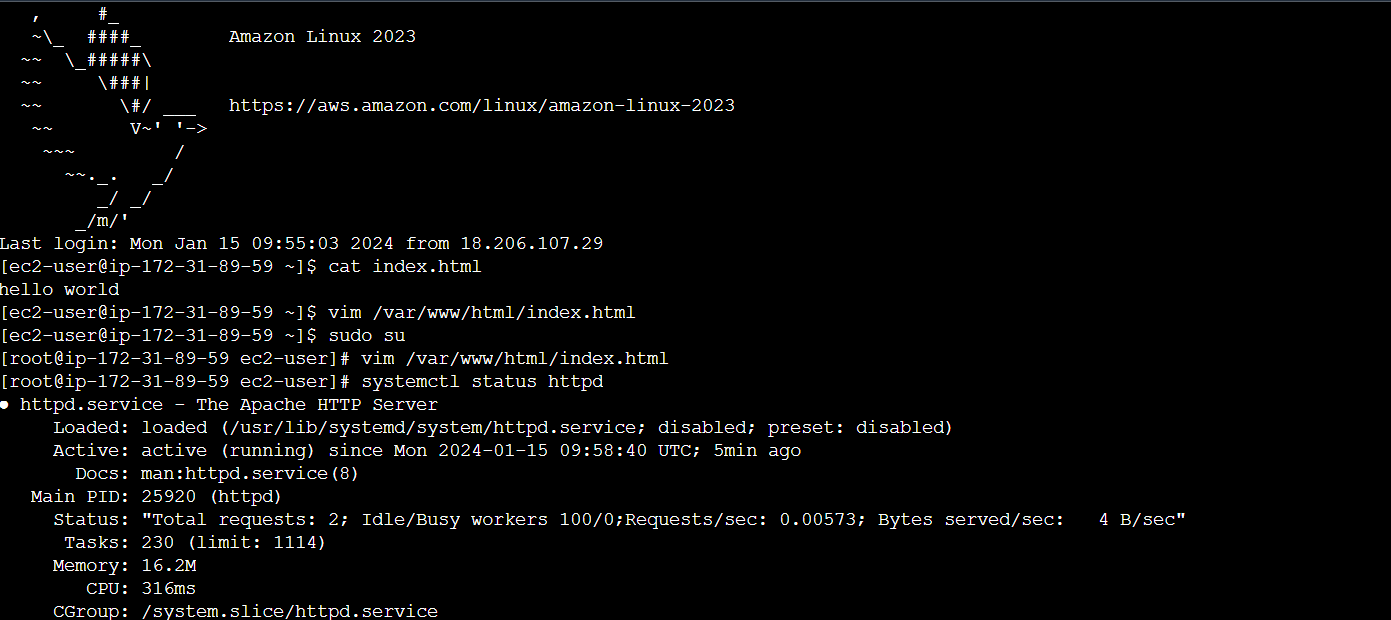 ,     #_
   ~\_  ####_        Amazon Linux 2023
  ~~  \_#####\
  ~~     \###|
  ~~       \#/ ___   https://aws.amazon.com/linux/amazon-linux-2023
   ~~       V~' '->
    ~~~         /
      ~~._.   _/
         _/ _/
       _/m/'
Last login: Mon Jan 15 09:55:03 2024 from 18.206.107.29
[ec2-user@ip-172-31-89-59 ~]$ cat index.html
hello world
[ec2-user@ip-172-31-89-59 ~]$ vim /var/www/html/index.html
[ec2-user@ip-172-31-89-59 ~]$ sudo su
[root@ip-172-31-89-59 ec2-user]# vim /var/www/html/index.html
[root@ip-172-31-89-59 ec2-user]# systemctl status httpd
● httpd.service - The Apache HTTP Server
     Loaded: loaded (/usr/lib/systemd/system/httpd.service; disabled; preset: disabled)
     Active: active (running) since Mon 2024-01-15 09:58:40 UTC; 5min ago
       Docs: man:httpd.service(8)
   Main PID: 25920 (httpd)
     Status: "Total requests: 2; Idle/Busy workers 100/0;Requests/sec: 0.00573; Bytes served/sec:   4 B/sec"
      Tasks: 230 (limit: 1114)
     Memory: 16.2M
        CPU: 316ms
     CGroup: /system.slice/httpd.service